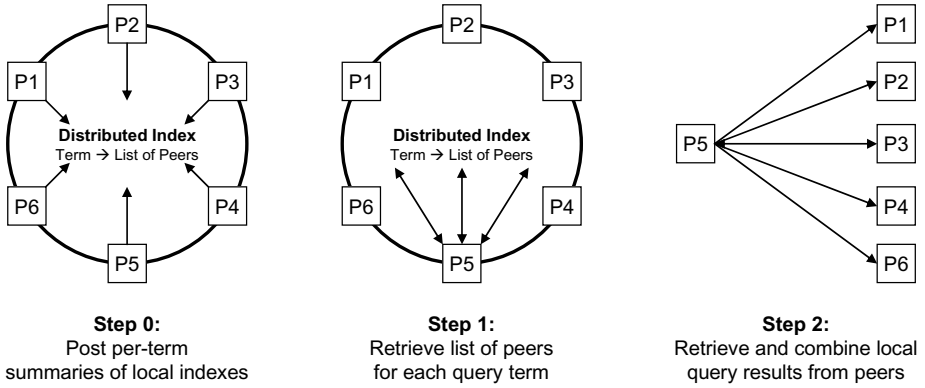 P2
P1
P3
Distributed Index
Term → List of Peers
P6
P4
P5
Step 0:
Post per-term
summaries of local indexes
P2
P1
P3
Distributed Index
Term → List of Peers
P6
P4
P5
Step 1:
Retrieve list of peers
for each query term
P1
P2
P5
P3
P4
P6
Step 2:
Retrieve and combine local
query results from peers